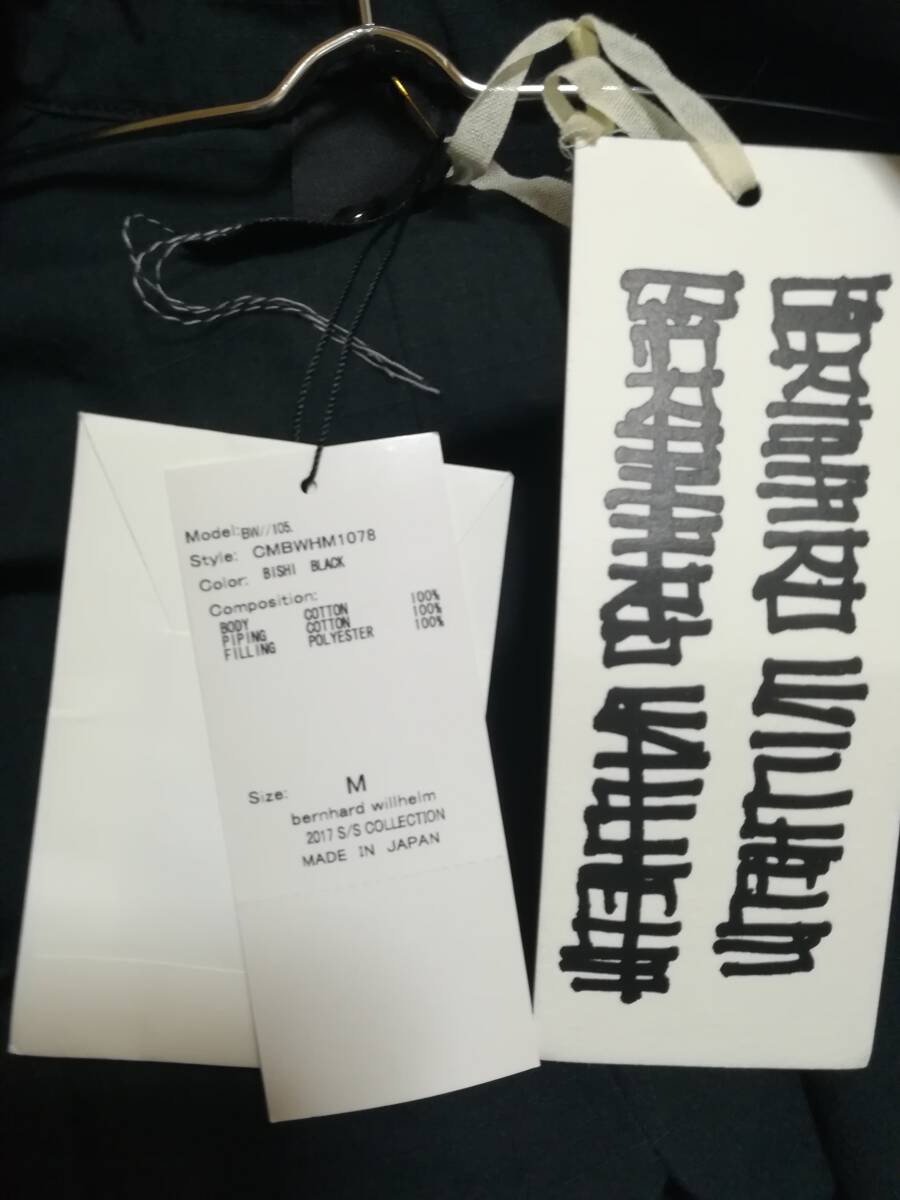 Model: BW//105.
Style: CMBWHM1078
Color: BISHI BLACK
Composition:
BODY COTTON 100%
PIPING COTTON 100%
FILLING POLYESTER 100%
Size: M
bernhard willhelm
2017 S/S COLLECTION
MADE IN JAPAN
BERNHARD WILLHELM
BERNHARD WILLHELM